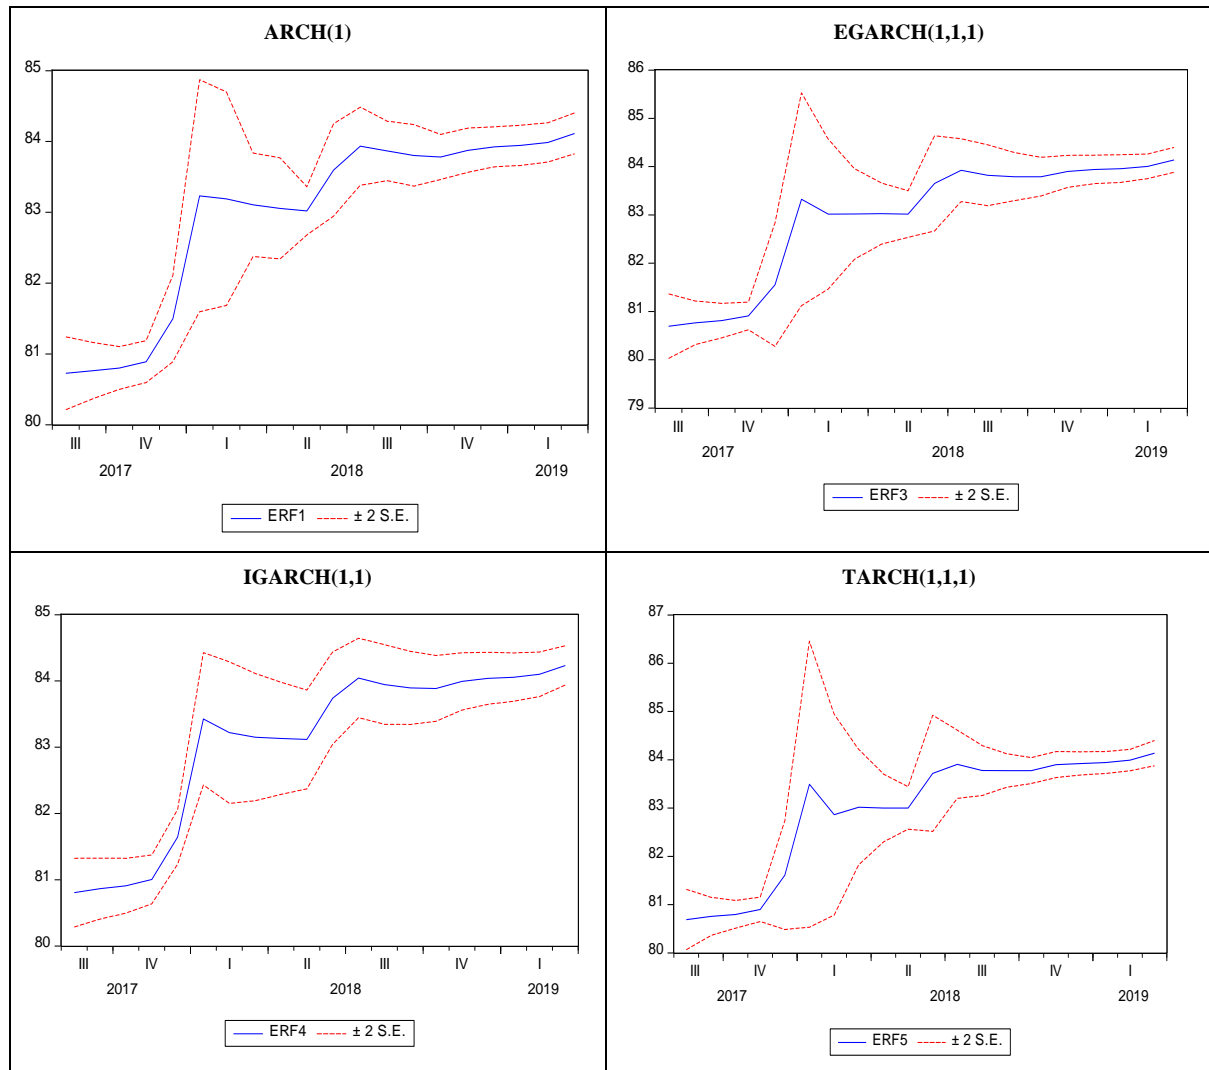 ARCH(1)
85
84
83
82
81
80
III IV I II III IV I
2017 2018 2019
ERF1 ± 2 S.E.
EGARCH(1,1,1)
86
85
84
83
82
81
80
79
III IV I II III IV I
2017 2018 2019
ERF3 ± 2 S.E.
IGARCH(1,1)
85
84
83
82
81
80
III IV I II III IV I
2017 2018 2019
ERF4 ± 2 S.E.
TARCH(1,1,1)
87
86
85
84
83
82
81
80
III IV I II III IV I
2017 2018 2019
ERF5 ± 2 S.E.